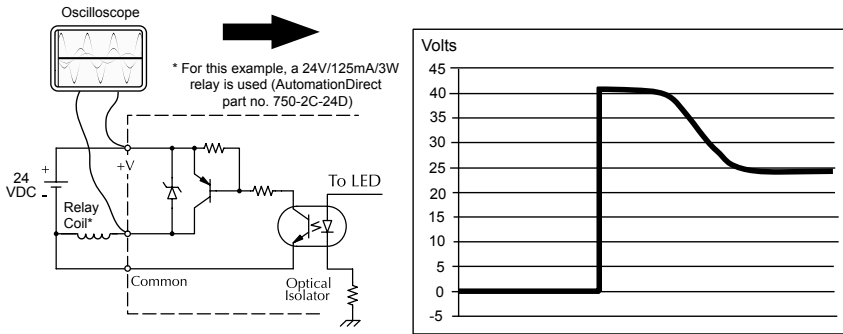 Oscilloscope
* For this example, a 24V/125mA/3W
relay is used (AutomationDirect
part no. 750-2C-24D)
+V
24
VDC
+
-
Relay
Coil*
To LED
Common
Optical
Isolator
Volts
45
40
35
30
25
20
15
10
5
0
-5